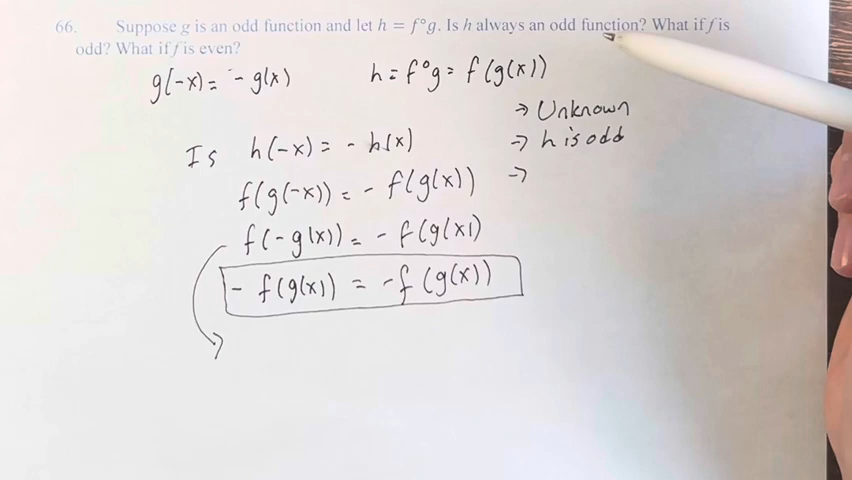 66. Suppose g is an odd function and let h = f°g. Is h always an odd function? What if f is
odd? What if f is even?
g(-x) = - g(x) h = f°g = f(g(x))
→ Unknown
Is h(-x) = - h(x) → h is odd
f(g(-x)) = - f(g(x)) →
f(-g(x)) = - f(g(x)
- f(g(x)) = -f(g(x))